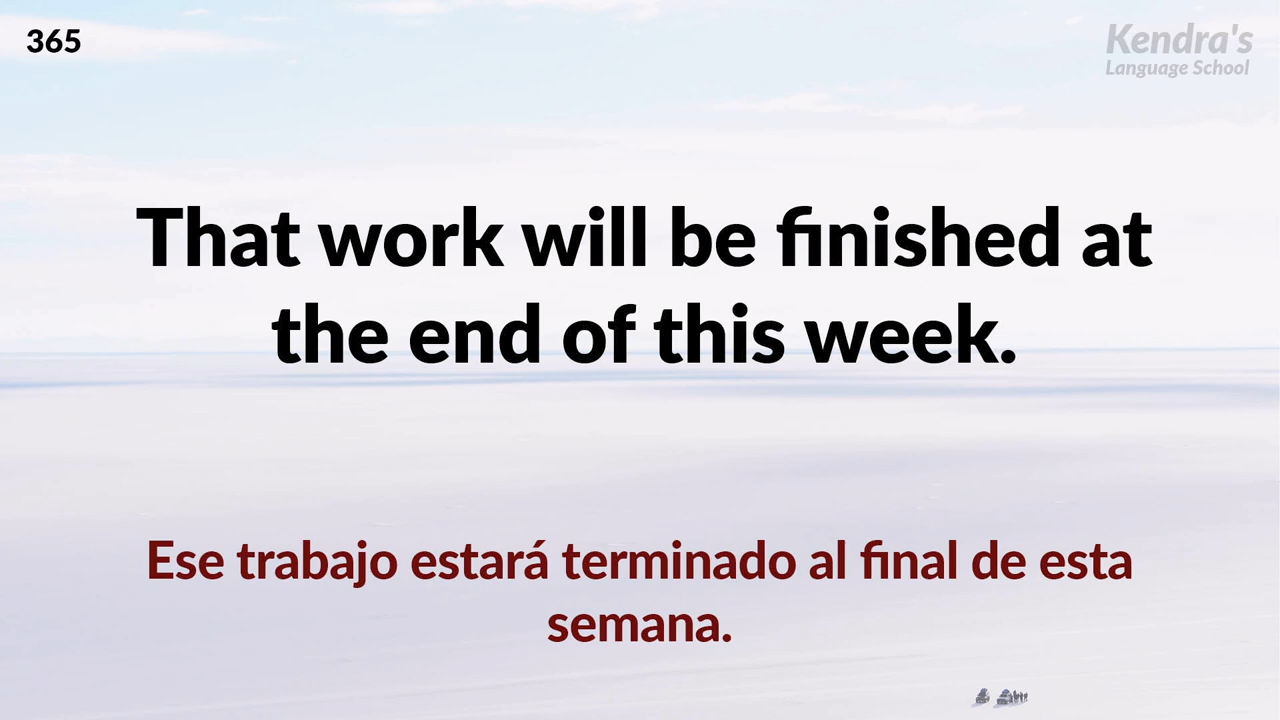 365
Kendra's
Language School
That work will be finished at
the end of this week.
Ese trabajo estará terminado al final de esta
semana.